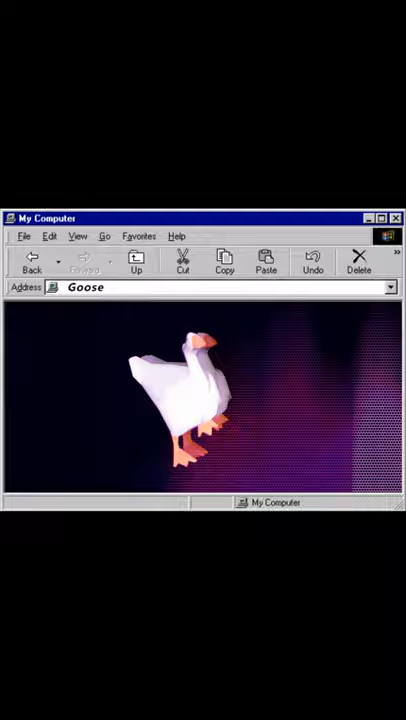 My Computer
File Edit View Go Favorites Help
Back Forward Up Cut Copy Paste Undo Delete »
Address Goose
My Computer